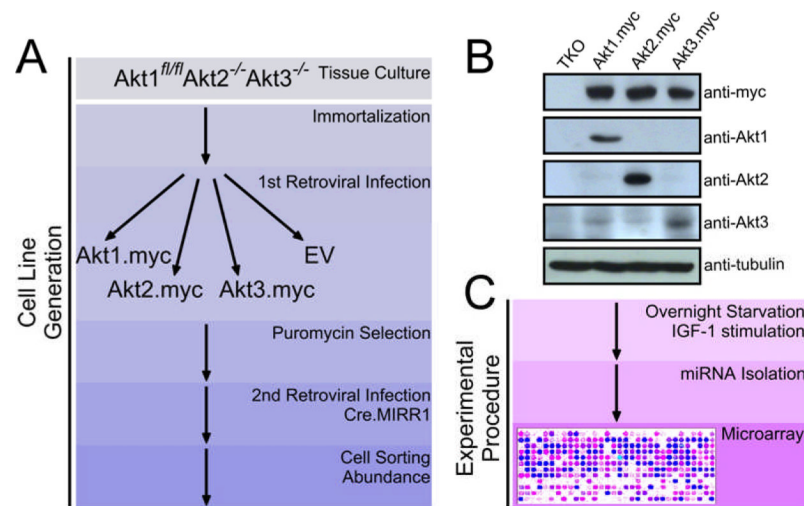 A
Akt1fl/flAkt2-/-Akt3-/-
Tissue Culture
Immortalization
1st Retroviral Infection
Akt1.myc
EV
Akt2.myc
Akt3.myc
Puromycin Selection
2nd Retroviral Infection
Cre.MIRR1
Cell Sorting
Abundance
Cell Line
Generation
B
TKO
Akt1.myc
Akt2.myc
Akt3.myc
anti-myc
anti-Akt1
anti-Akt2
anti-Akt3
anti-tubulin
C
Overnight Starvation
IGF-1 stimulation
miRNA Isolation
Microarray
Experimental
Procedure